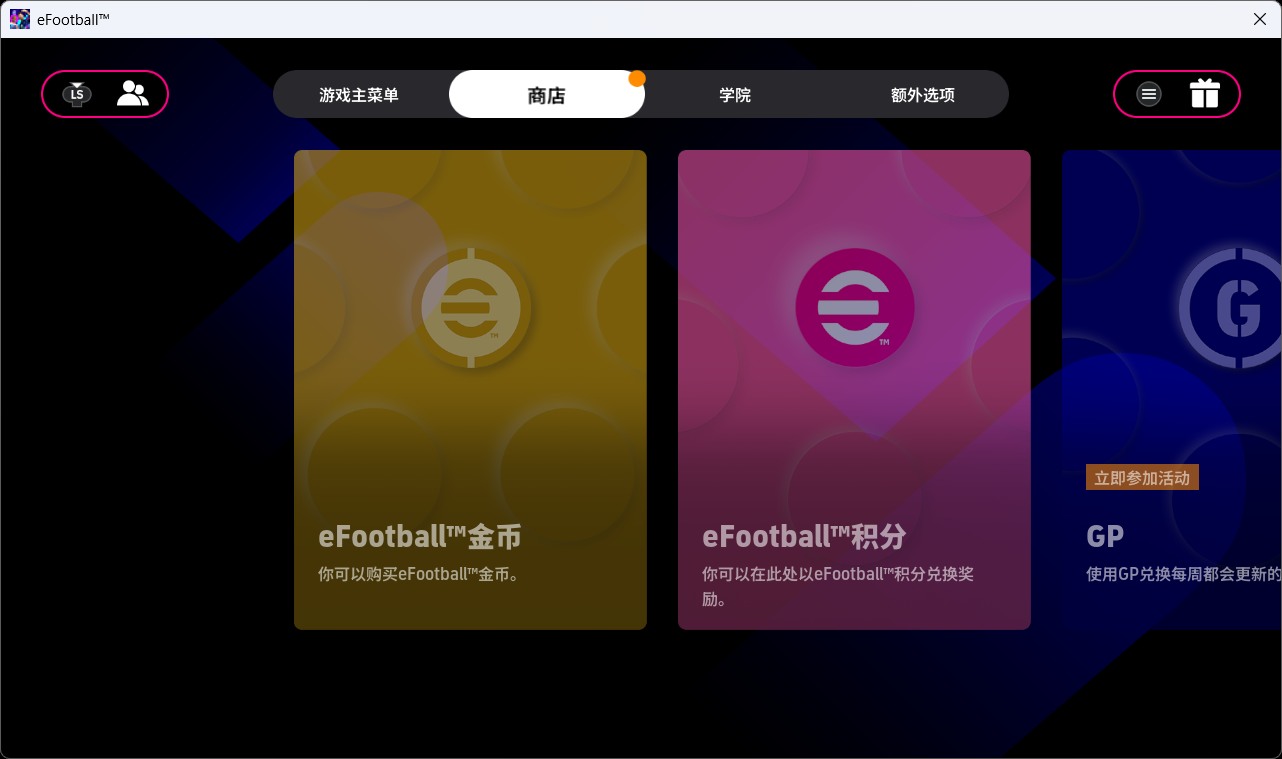 eFootball™
LS
游戏主菜单
商店
学院
额外选项
eFootball™金币
你可以购买eFootball™金币。
eFootball™积分
你可以在此处以eFootball™积分兑换奖
励。
立即参加活动
GP
使用GP兑换每周都会更新的